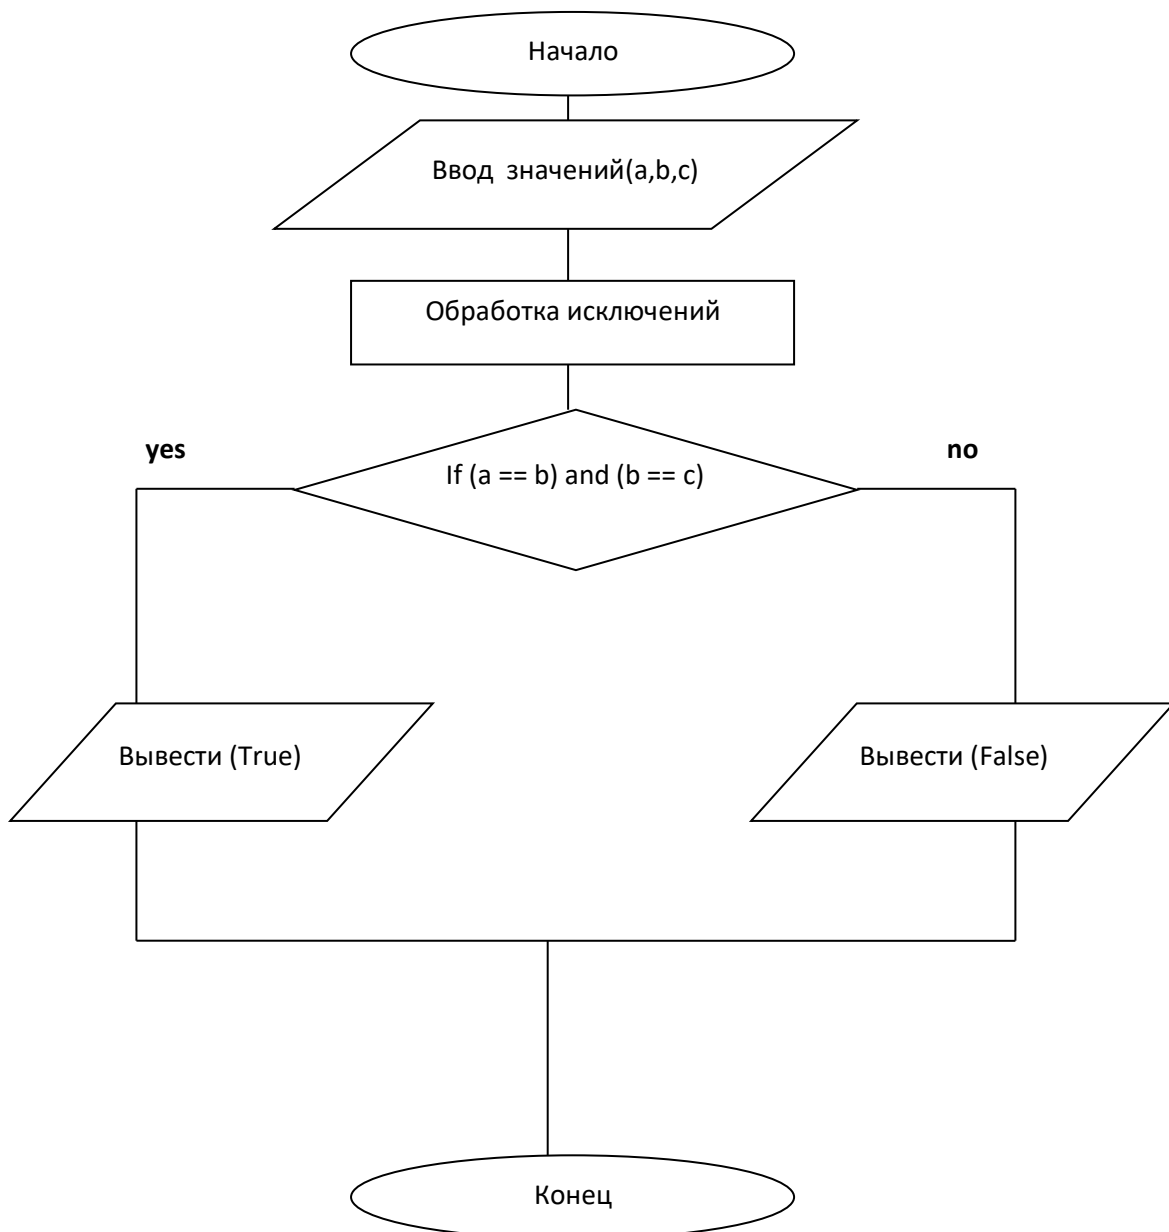 Начало
Ввод  значений(a,b,c)
Обработка исключений
yes
no
If (a == b) and (b == c)
Вывести (True)
Вывести (False)
Конец